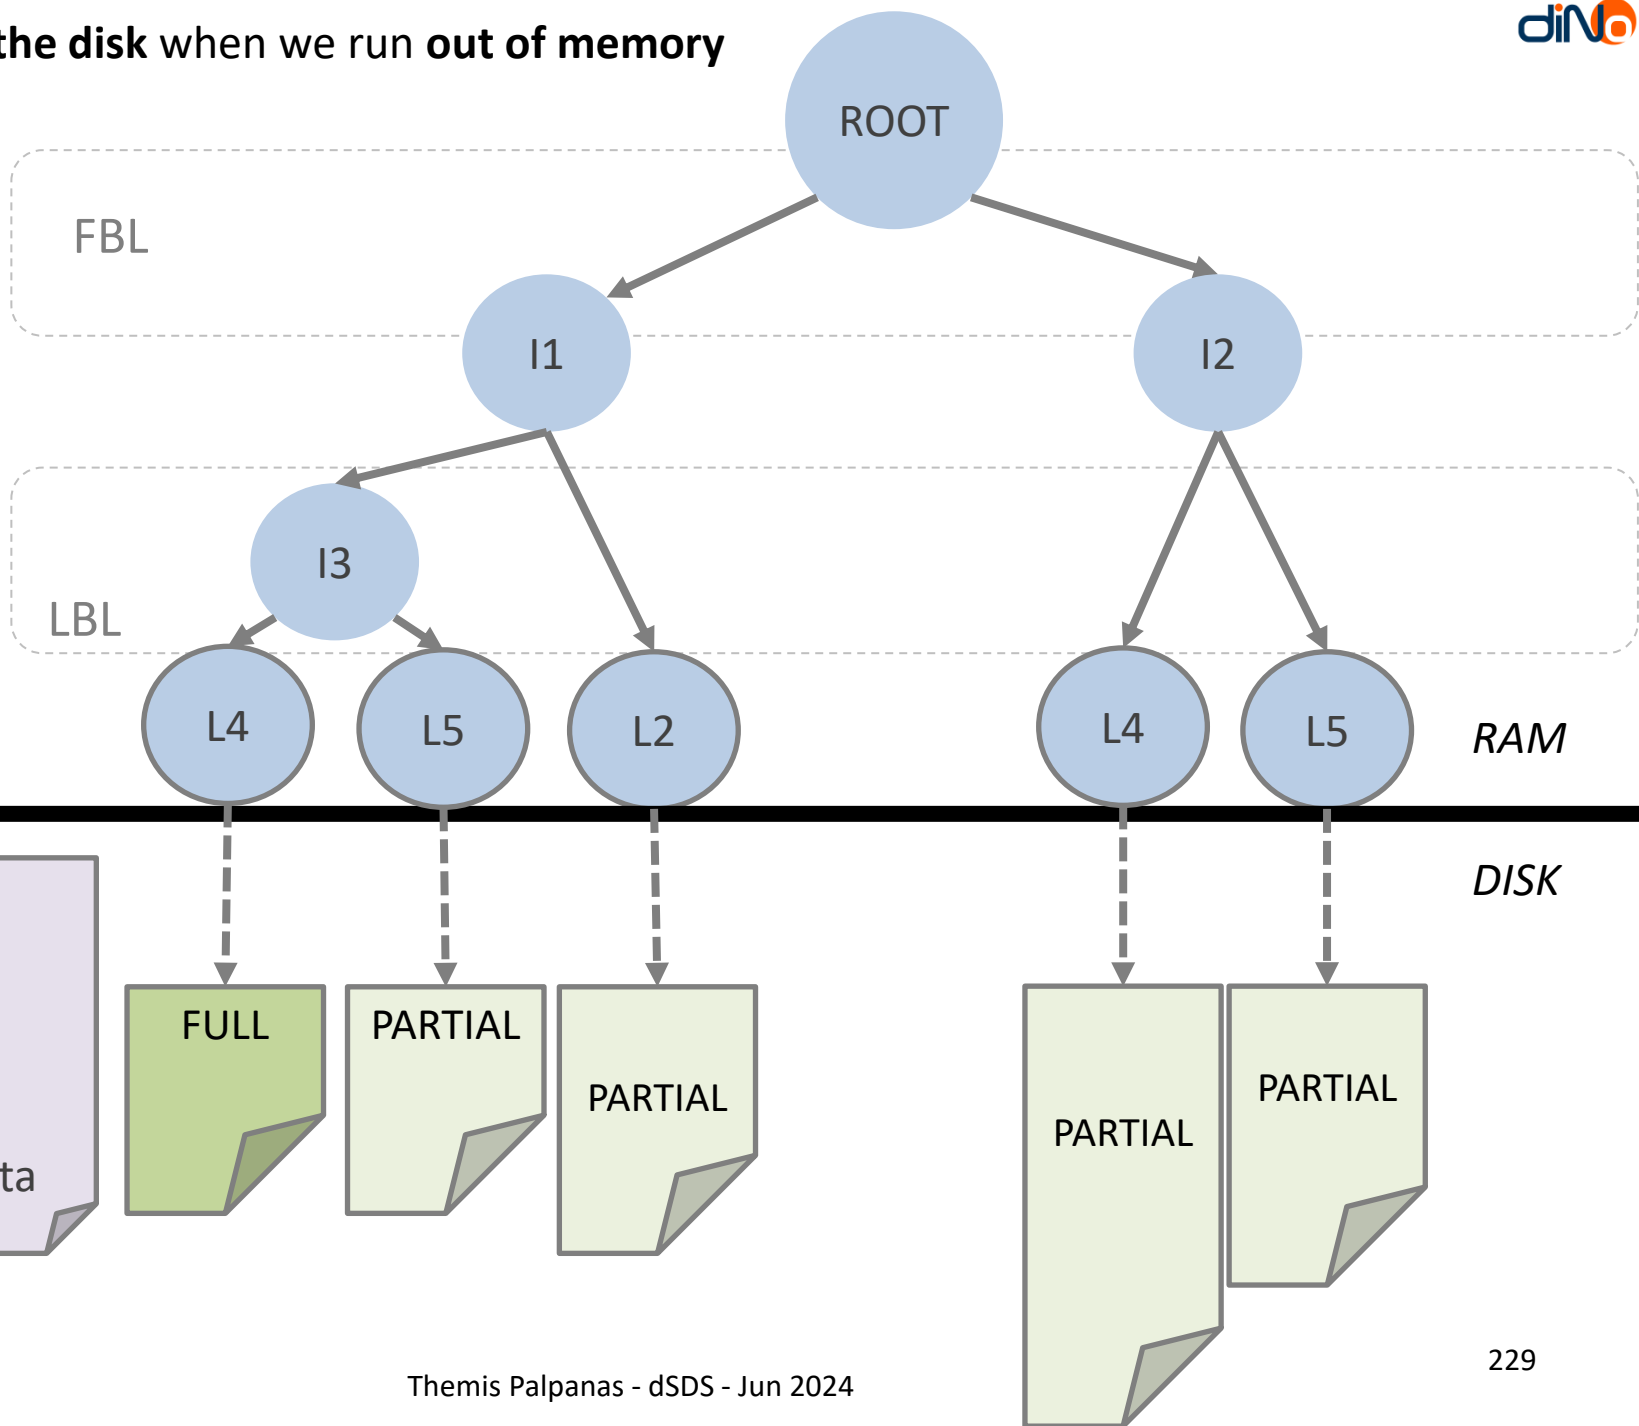 the disk when we run out of memory
diNo
ROOT
FBL
I1
I2
I3
LBL
L4
L5
L2
L4
L5
RAM
DISK
FULL
PARTIAL
PARTIAL
PARTIAL
PARTIAL
ta
Themis Palpanas - dSDS - Jun 2024
229